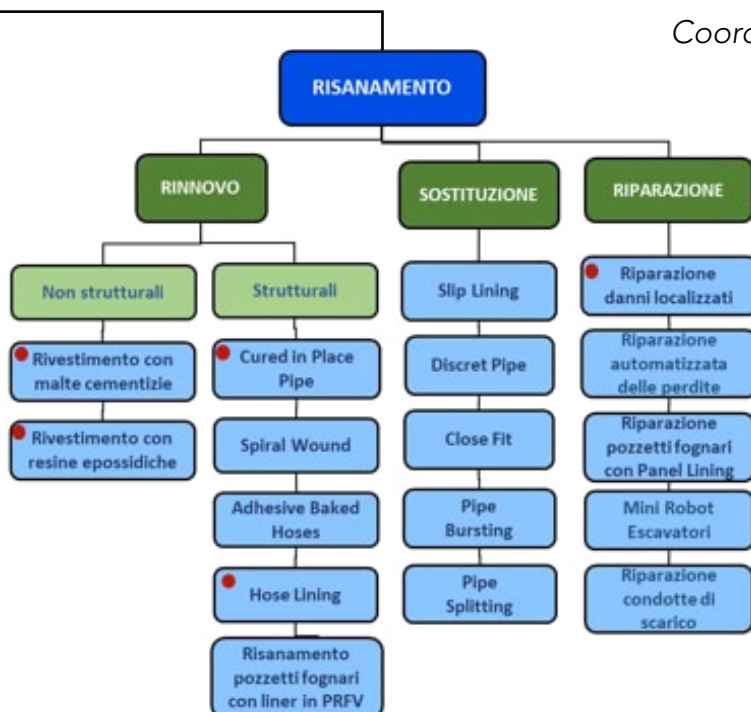 Coord
RISANAMENTO
RINNOVO
SOSTITUZIONE
RIPARAZIONE
Non strutturali
Strutturali
Rivestimento con
malte cementizie
Rivestimento con
resine epossidiche
Cured in Place
Pipe
Spiral Wound
Adhesive Baked
Hoses
Hose Lining
Risanamento
pozzetti fognari
con liner in PRFV
Slip Lining
Discret Pipe
Close Fit
Pipe
Bursting
Pipe
Splitting
Riparazione
danni localizzati
Riparazione
automatizzata
delle perdite
Riparazione
pozzetti fognari
con Panel Lining
Mini Robot
Escavatori
Riparazione
condotte di
scarico